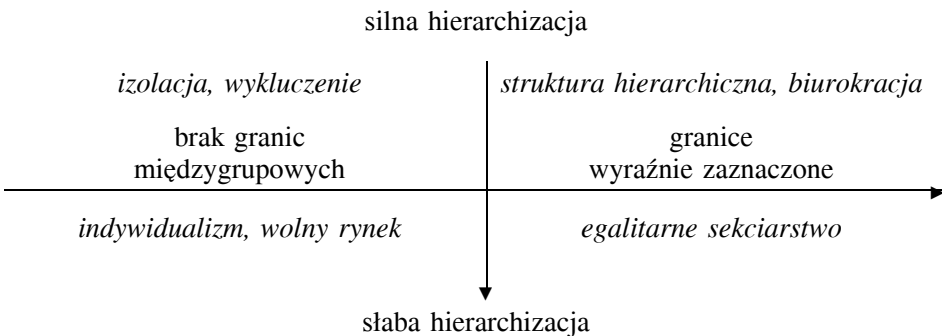 silna hierarchizacja
izolacja, wykluczenie
struktura hierarchiczna, biurokracja
brak granic
międzygrupowych
granice
wyraźnie zaznaczone
indywidualizm, wolny rynek
egalitarne sekciarstwo
słaba hierarchizacja